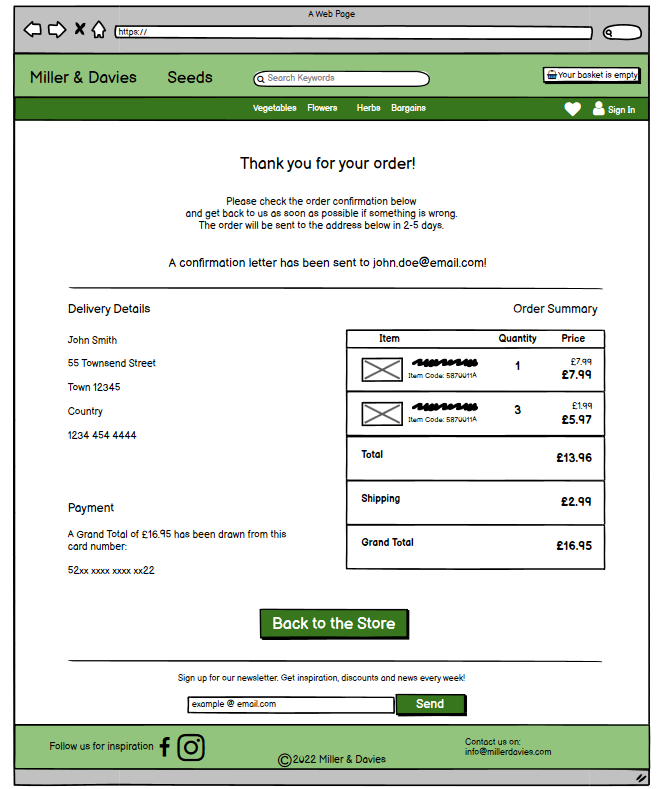 A Web Page
https://
Miller & Davies Seeds Search Keywords Your basket is empty
Vegetables Flowers Herbs Bargains Sign In
Thank you for your order!
Please check the order confirmation below
and get back to us as soon as possible if something is wrong.
The order will be sent to the address below in 2-5 days.
A confirmation letter has been sent to john.doe@email.com!
Delivery Details
John Smith
55 Townsend Street
Town 12345
Country
1234 454 4444
Payment
A Grand Total of £16.95 has been drawn from this
card number:
52xx xxxx xxxx xx22
Order Summary
Item Quantity Price
1 £7.99
Item Code: 5870011A £7.99
3 £1.99
Item Code: 5870011A £5.97
Total £13.96
Shipping £2.99
Grand Total £16.95
Back to the Store
Sign up for our newsletter. Get inspiration, discounts and news every week!
example @ email.com Send
Follow us for inspiration
©2022 Miller & Davies
Contact us on:
info@millerdavies.com